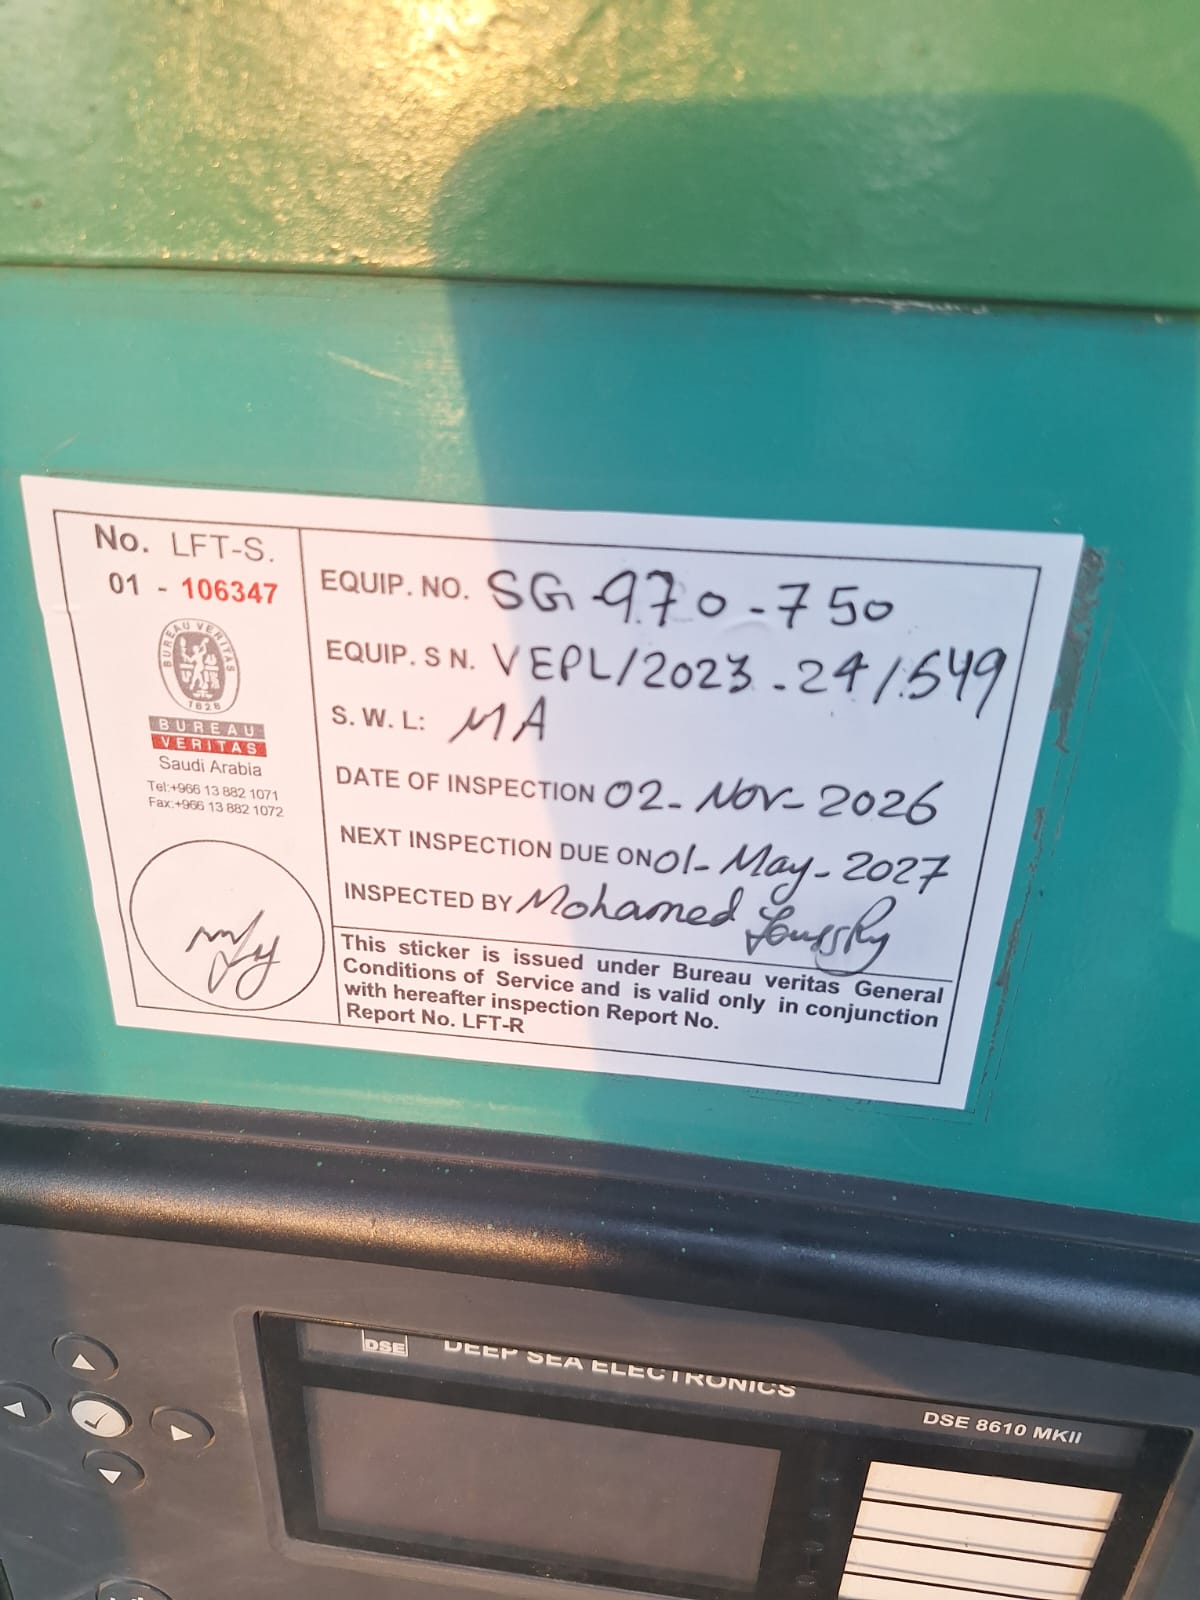 No. LFT-S.
01 - 106347
BUREAU VERITAS
1828
BUREAU
VERITAS
Saudi Arabia
Tel:+966 13 882 1071
Fax:+966 13 882 1072
EQUIP. NO. SG-970-750
EQUIP. S N. VEPL/2023-24/549
S. W. L: NA
DATE OF INSPECTION 02-Nov-2026
NEXT INSPECTION DUE ON 01-May-2027
INSPECTED BY Mohamed
This sticker is issued under Bureau veritas General
Conditions of Service and is valid only in conjunction
with hereafter inspection Report No.
Report No. LFT-R
DSE DEEP SEA ELECTRONICS
DSE 8610 MKII